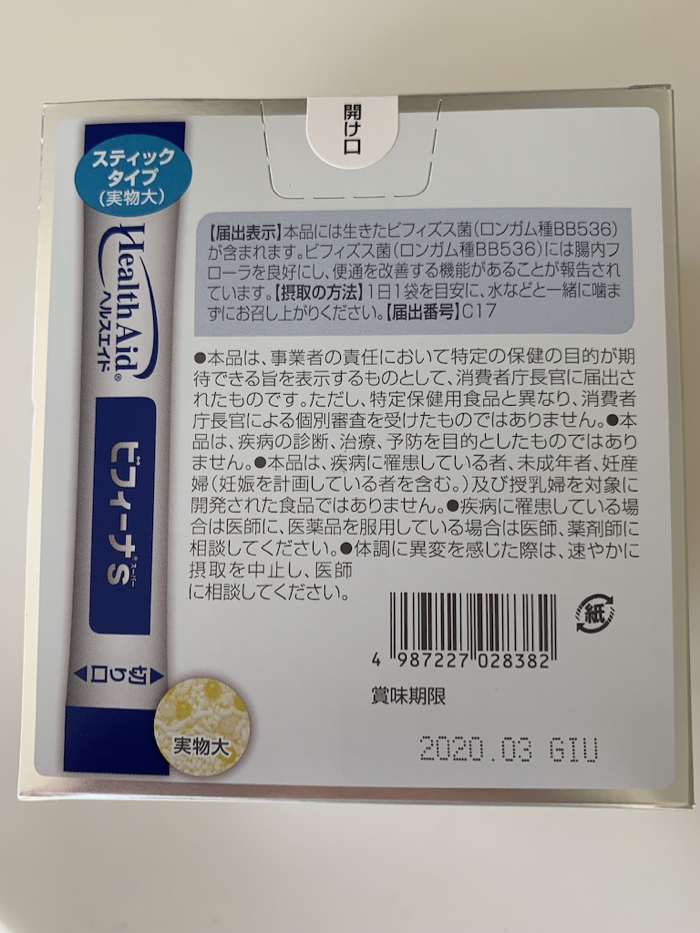 開け口
スティック
タイプ
(実物大)
Health Aid®
ヘルスエイド
ビフィーナ®S
スーパー
切り口
実物大
【届出表示】本品には生きたビフィズス菌(ロンガム種BB536)
が含まれます。ビフィズス菌(ロンガム種BB536)には腸内フ
ローラを良好にし、便通を改善する機能があることが報告され
ています。【摂取の方法】1日1袋を目安に、水などと一緒に噛ま
ずにお召し上がりください。【届出番号】C17
●本品は、事業者の責任において特定の保健の目的が期
待できる旨を表示するものとして、消費者庁長官に届出さ
れたものです。ただし、特定保健用食品と異なり、消費者
庁長官による個別審査を受けたものではありません。●本
品は、疾病の診断、治療、予防を目的としたものではあり
ません。●本品は、疾病に罹患している者、未成年者、妊産
婦(妊娠を計画している者を含む。)及び授乳婦を対象に
開発された食品ではありません。●疾病に罹患している場
合は医師に、医薬品を服用している場合は医師、薬剤師に
相談してください。●体調に異変を感じた際は、速やかに
摂取を中止し、医師
に相談してください。
紙
4 987227 028382
賞味期限
2020.03 GIU